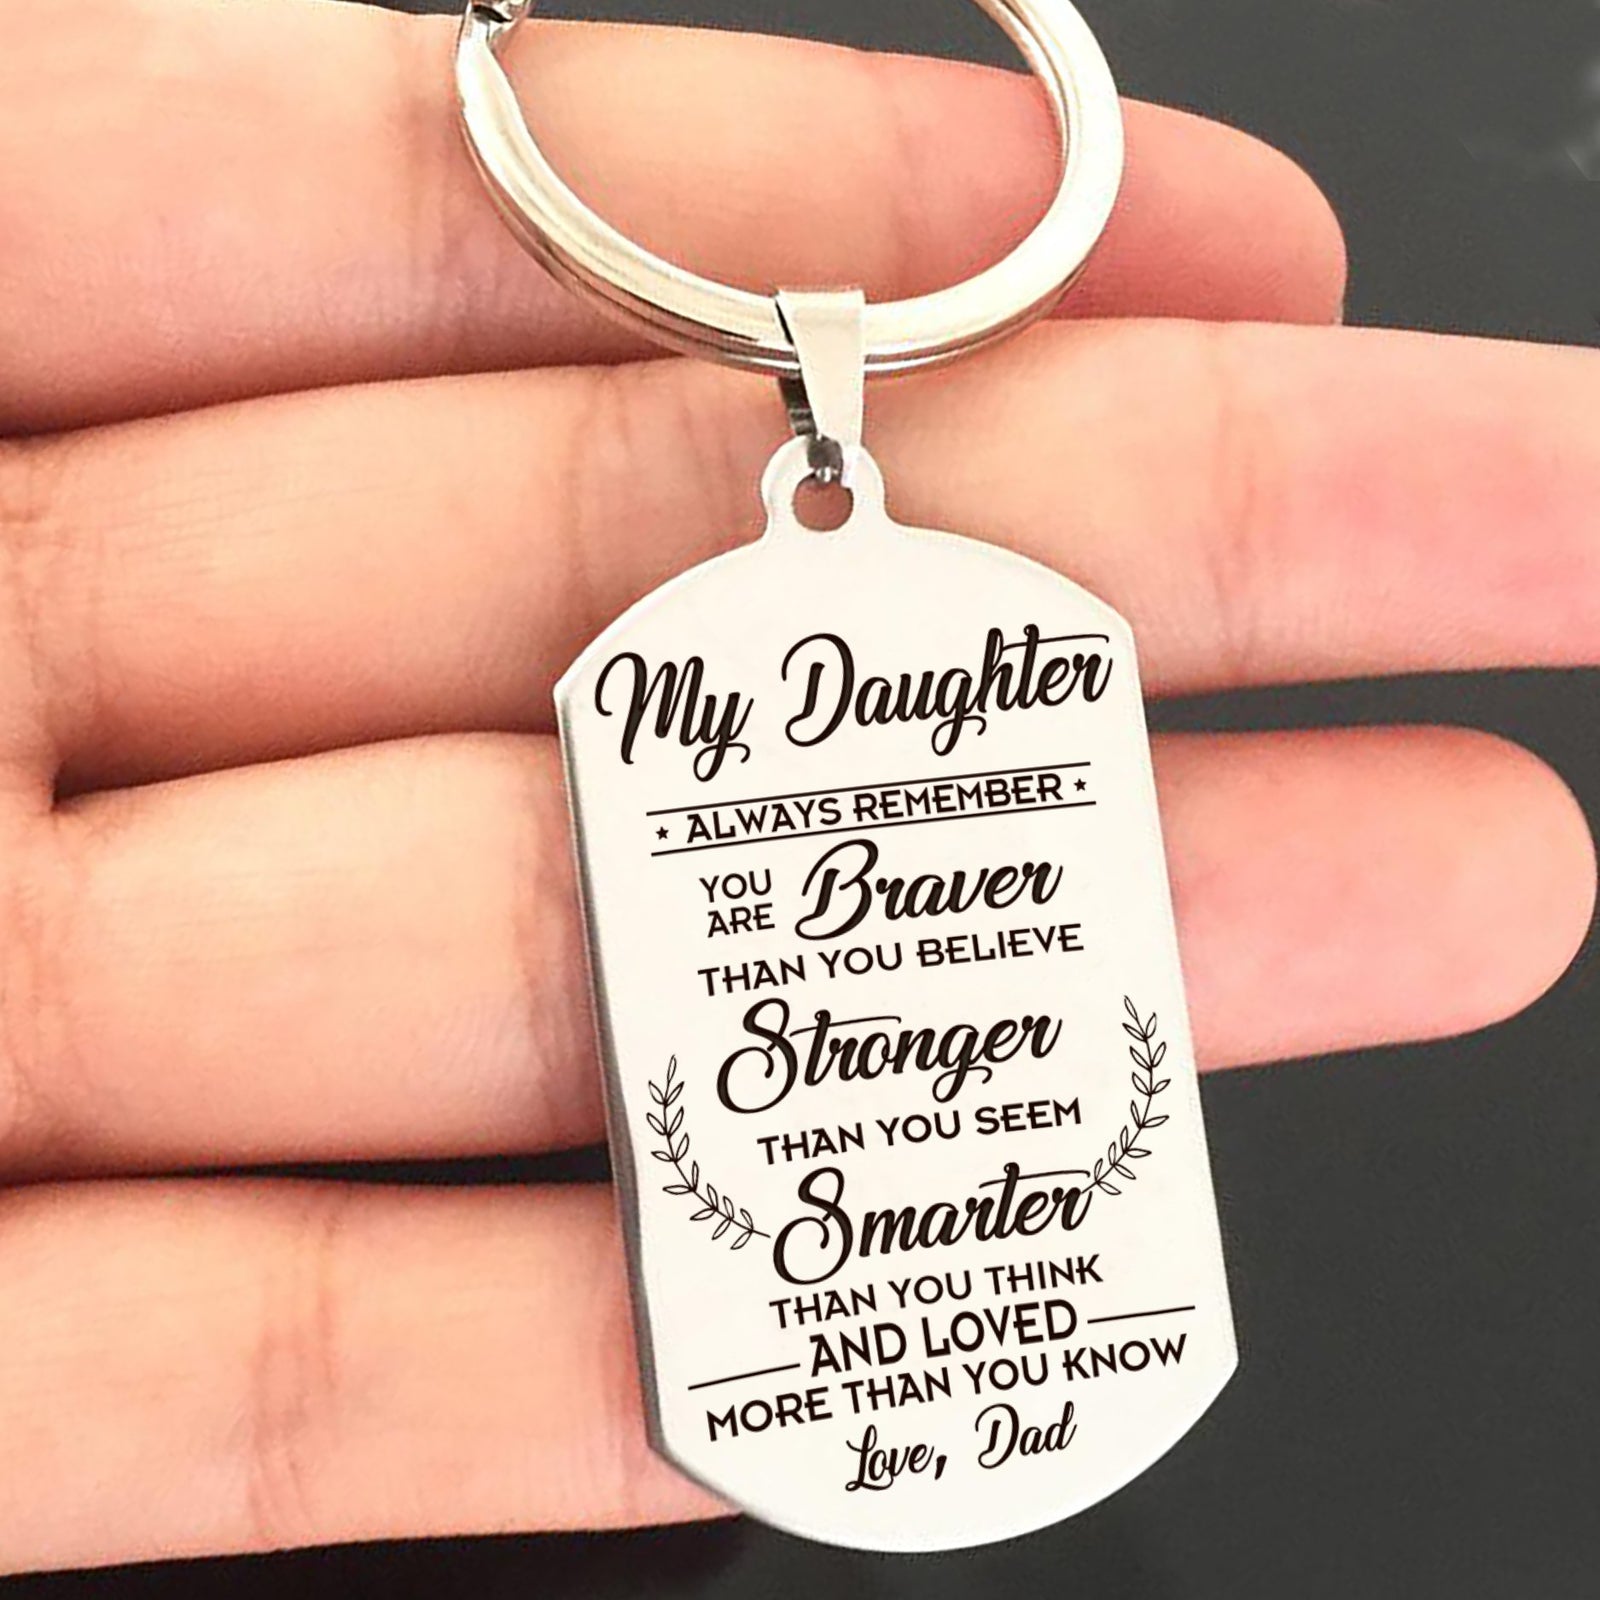 My Daughter
ALWAYS REMEMBER
YOU ARE Braver
THAN YOU BELIEVE
Stronger
THAN YOU SEEM
Smarter
THAN YOU THINK
AND LOVED
MORE THAN YOU KNOW
Love, Dad